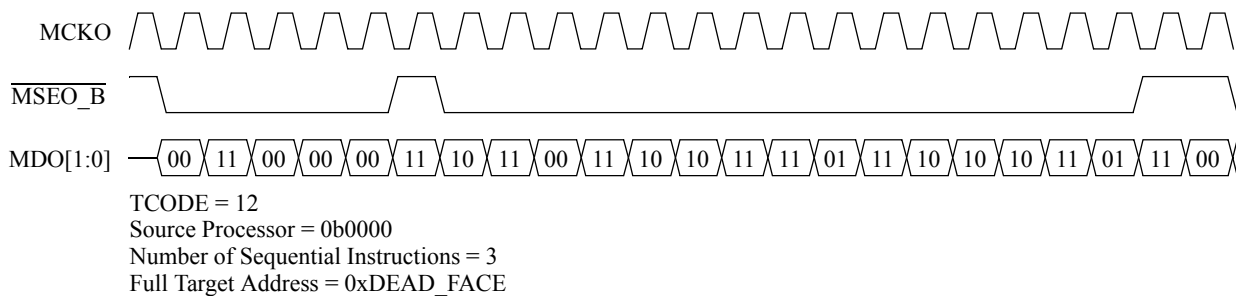 MCKO
MSEO_B
MDO[1:0] 00 11 00 00 00 11 10 11 00 11 10 10 11 11 01 11 10 10 10 11 01 11 00
TCODE = 12
Source Processor = 0b0000
Number of Sequential Instructions = 3
Full Target Address = 0xDEAD_FACE